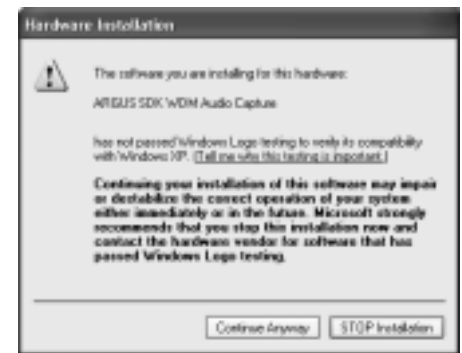 Hardware Installation
The software you are installing for this hardware:
ARGUS SDK WDM Audio Capture
has not passed Windows Logo testing to verify its compatibility
with Windows XP. (Tell me why this testing is important.)
Continuing your installation of this software may impair
or destabilize the correct operation of your system
either immediately or in the future. Microsoft strongly
recommends that you stop this installation now and
contact the hardware vendor for software that has
passed Windows Logo testing.
Continue Anyway STOP Installation